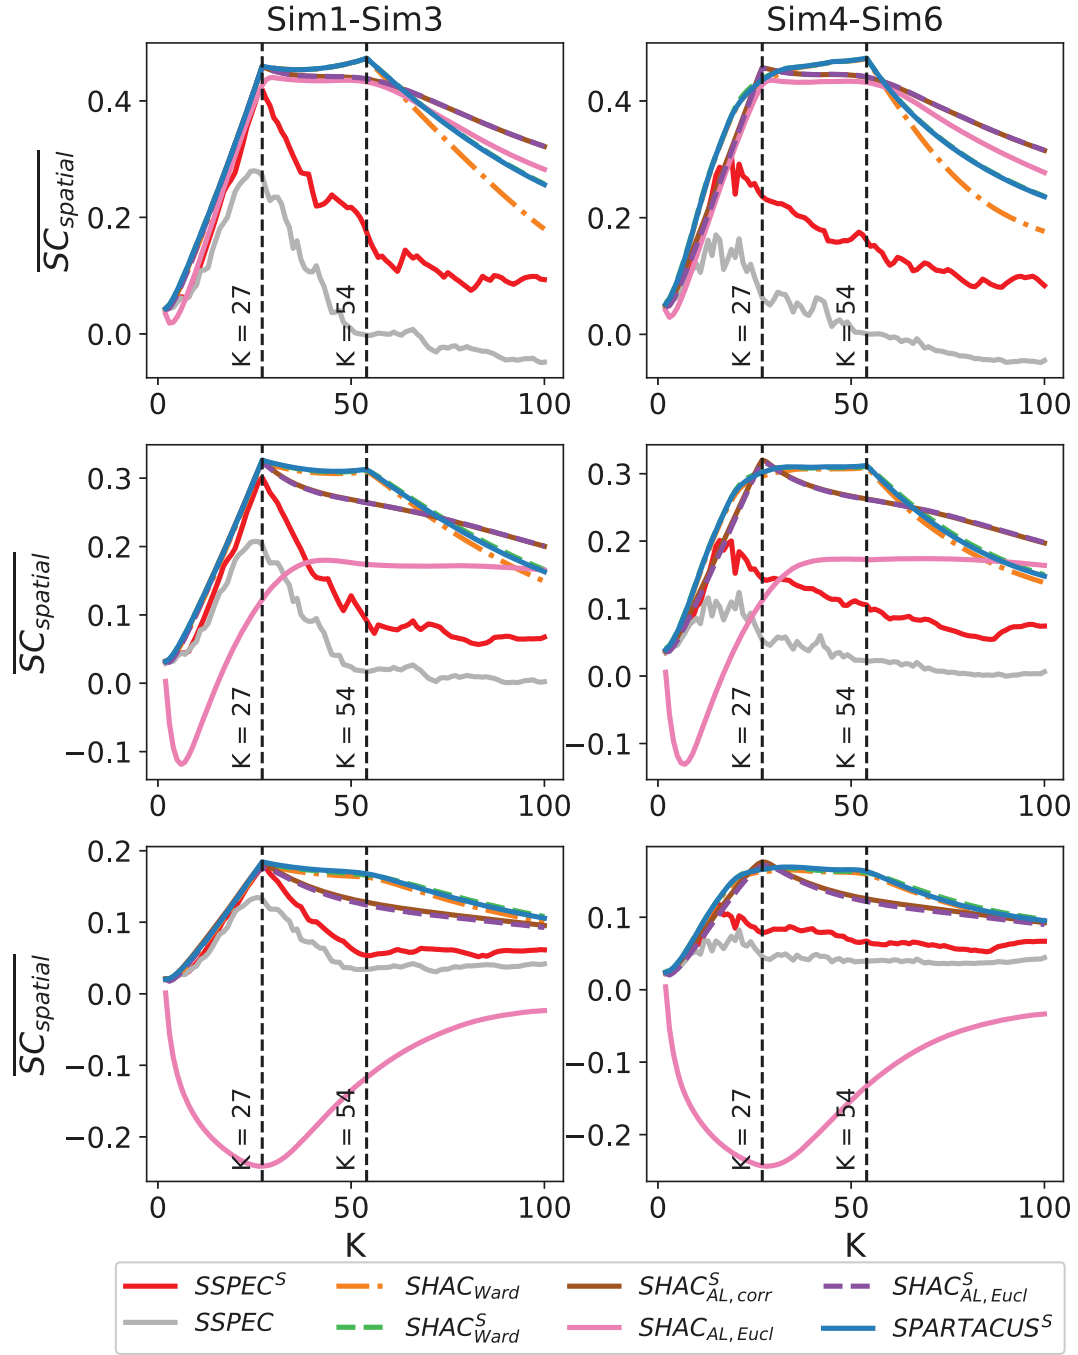 Sim1-Sim3
Sim4-Sim6
SC_spatial
0.4
0.2
0.0
K = 27
K = 54
0
50
100
0.4
0.2
0.0
K = 27
K = 54
0
50
100
SC_spatial
0.3
0.2
0.1
0.0
−0.1
K = 27
K = 54
0
50
100
0.3
0.2
0.1
0.0
−0.1
K = 27
K = 54
0
50
100
SC_spatial
0.2
0.1
0.0
−0.1
−0.2
K = 27
K = 54
0
50
100
K
0.1
0.0
−0.1
−0.2
K = 27
K = 54
0
50
100
K
SSPEC^S
SSPEC
SHAC_Ward
SHAC^S_Ward
SHAC^S_AL, corr
SHAC_AL, Eucl
SHAC^S_AL, Eucl
SPARTACUS^S